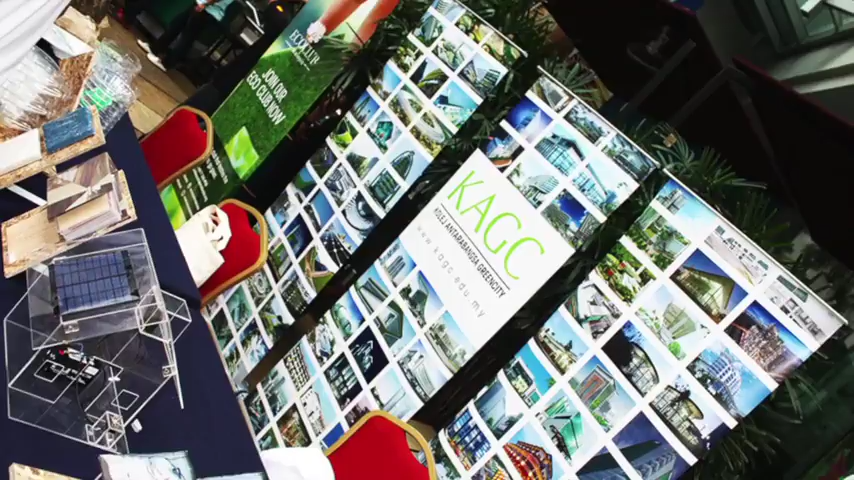 JOIN OUR
ECO CLUB NOW
KAGC
KOLEJ ANTARABANGSA GREENCITY
www.kagc.edu.my